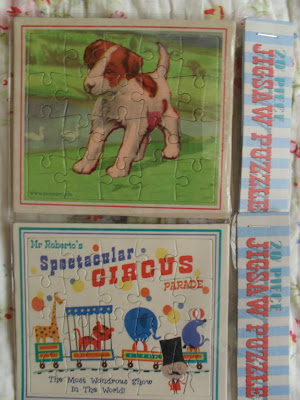 20 PIECE
JIGSAW PUZZLE
Mr Roberto's
Spectacular
CIRCUS
PARADE
The Most Wondrous Show
In The World!
20 PIECE
JIGSAW PUZZLE